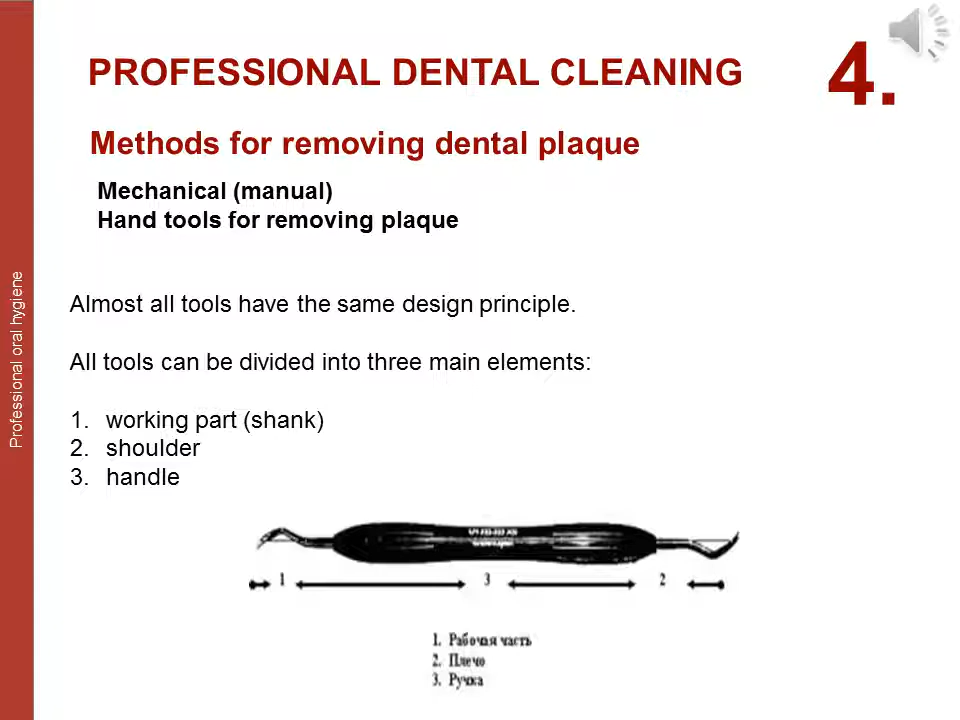 PROFESSIONAL DENTAL CLEANING
4.
Methods for removing dental plaque
Mechanical (manual)
Hand tools for removing plaque
Professional oral hygiene
Almost all tools have the same design principle.
All tools can be divided into three main elements:
1. working part (shank)
2. shoulder
3. handle
1 3 2
1. Рабочая часть
2. Плечо
3. Ручка